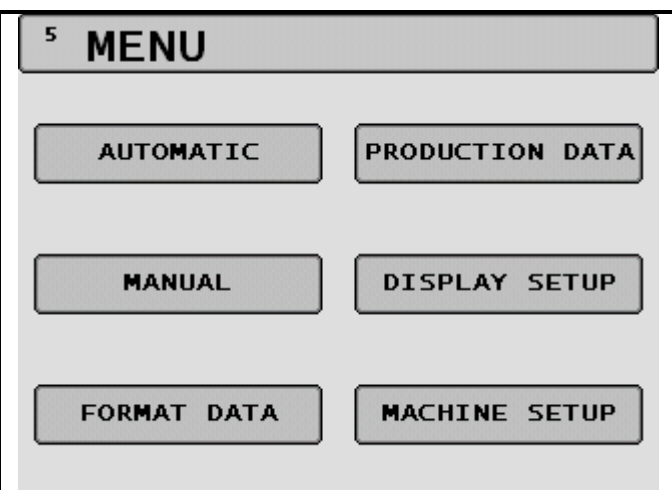 5 MENU
AUTOMATIC
PRODUCTION DATA
MANUAL
DISPLAY SETUP
FORMAT DATA
MACHINE SETUP